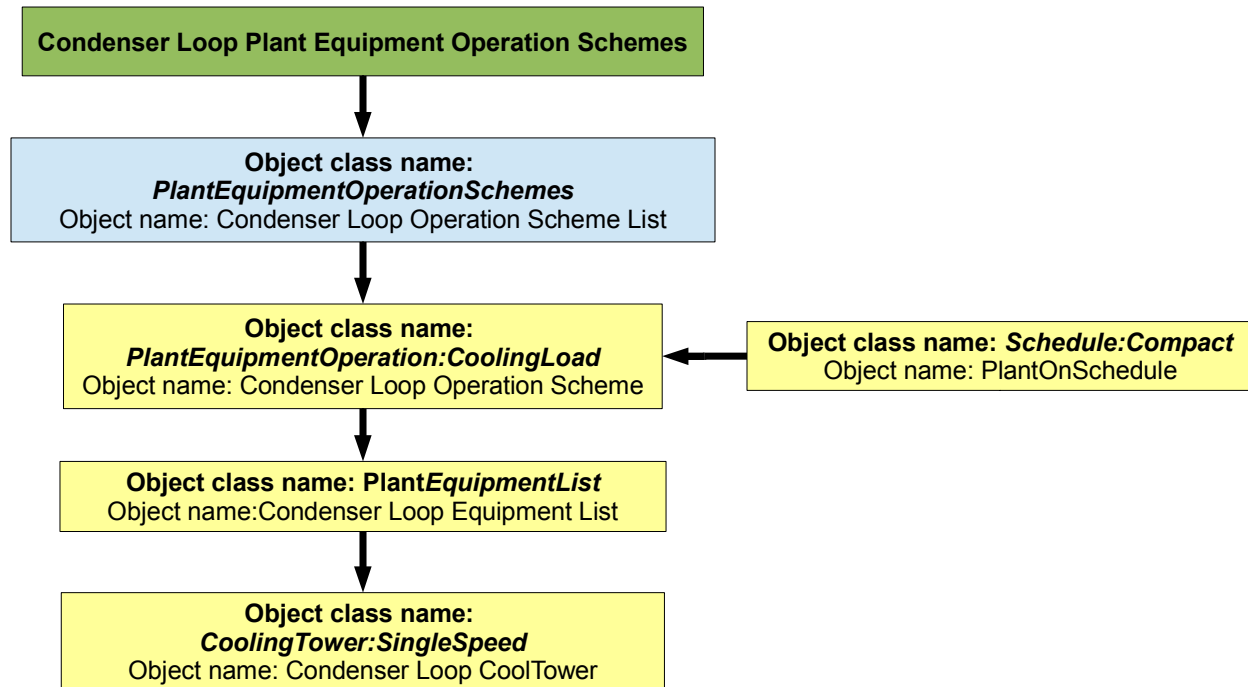 Condenser Loop Plant Equipment Operation Schemes
Object class name:
PlantEquipmentOperationSchemes
Object name: Condenser Loop Operation Scheme List
Object class name:
PlantEquipmentOperation:CoolingLoad
Object name: Condenser Loop Operation Scheme
Object class name: Schedule:Compact
Object name: PlantOnSchedule
Object class name: PlantEquipmentList
Object name:Condenser Loop Equipment List
Object class name:
CoolingTower:SingleSpeed
Object name: Condenser Loop CoolTower